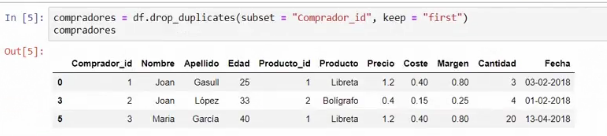 In [5]: compradores = df.drop_duplicates(subset = "Comprador_id", keep = "first")
compradores
Out[5]:
Comprador_id Nombre Apellido Edad Producto_id Producto Precio Coste Margen Cantidad Fecha
0 1 Joan Gasull 25 1 Libreta 1.2 0.40 0.80 3 03-02-2018
3 2 Joan López 33 2 Bolígrafo 0.4 0.15 0.25 4 01-02-2018
5 3 Maria García 40 1 Libreta 1.2 0.40 0.80 20 13-04-2018